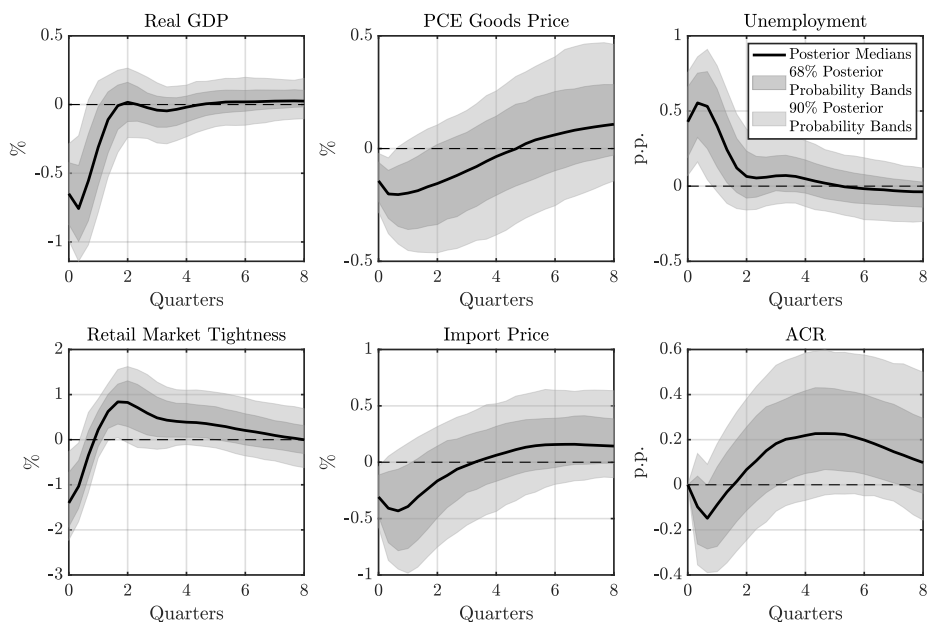 Real GDP
0.5
0
-0.5
-1
%
0 2 4 6 8
Quarters
PCE Goods Price
0.5
0
-0.5
%
0 2 4 6 8
Quarters
Unemployment
1
0.5
0
-0.5
p.p.
0 2 4 6 8
Quarters
Posterior Medians
68% Posterior
Probability Bands
90% Posterior
Probability Bands
Retail Market Tightness
2
1
0
-1
-2
-3
%
0 2 4 6 8
Quarters
Import Price
1
0.5
0
-0.5
-1
%
0 2 4 6 8
Quarters
ACR
0.6
0.4
0.2
0
-0.2
-0.4
p.p.
0 2 4 6 8
Quarters